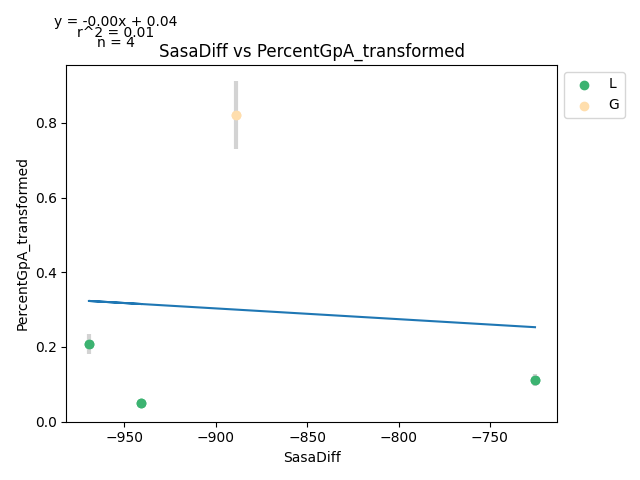 y = -0.00x + 0.04
r^2 = 0.01
n = 4
SasaDiff vs PercentGpA_transformed
L
G
PercentGpA_transformed
0.8
0.6
0.4
0.2
0.0
−950
−900
−850
−800
−750
SasaDiff